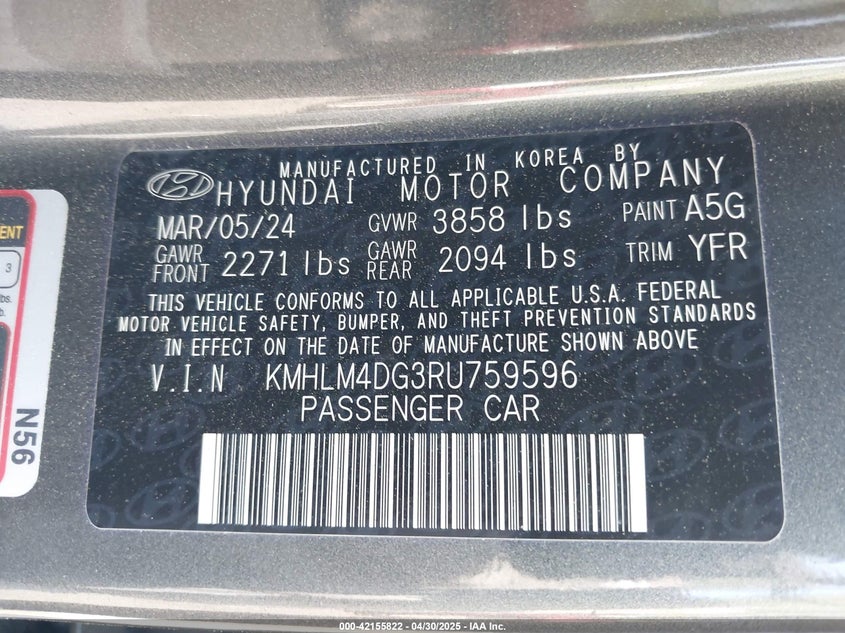 MANUFACTURED IN KOREA BY
HYUNDAI MOTOR COMPANY
MAR/05/24 GVWR 3858 lbs PAINT A5G
GAWR FRONT 2271 lbs GAWR REAR 2094 lbs TRIM YFR
THIS VEHICLE CONFORMS TO ALL APPLICABLE U.S.A. FEDERAL
MOTOR VEHICLE SAFETY, BUMPER, AND THEFT PREVENTION STANDARDS
IN EFFECT ON THE DATE OF MANUFACTURE SHOWN ABOVE
V.I.N KMHLM4DG3RU759596
PASSENGER CAR
3
N56
000-42155822 - 04/30/2025 - IAA Inc.